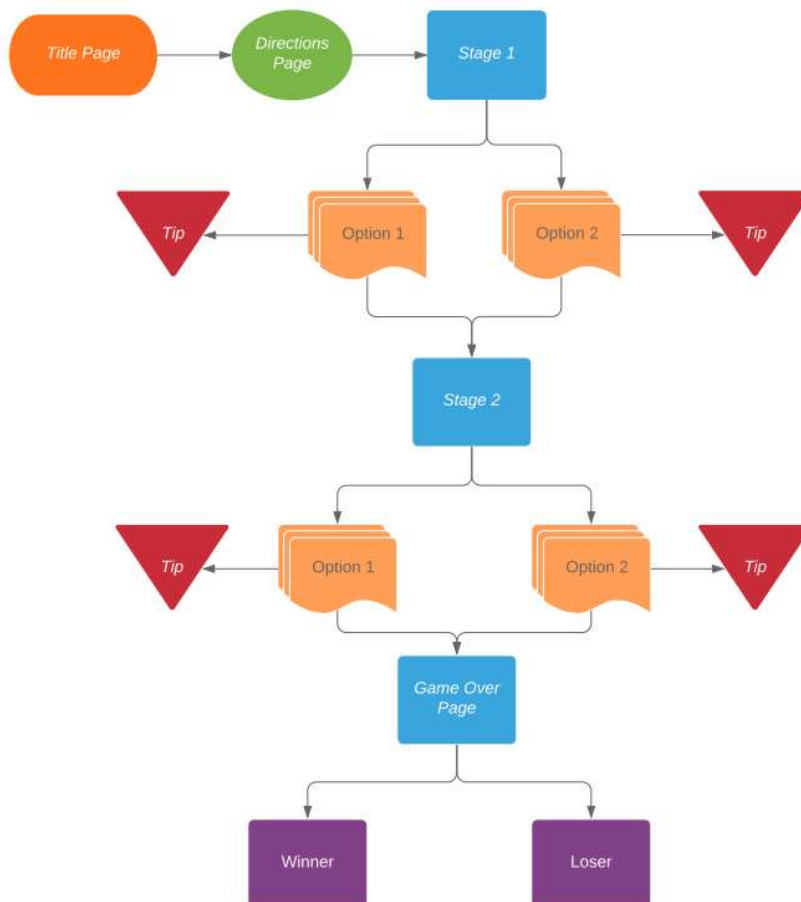 Title Page
Directions
Page
Stage 1
Tip
Option 1
Option 2
Tip
Stage 2
Tip
Option 1
Option 2
Tip
Game Over
Page
Winner
Loser